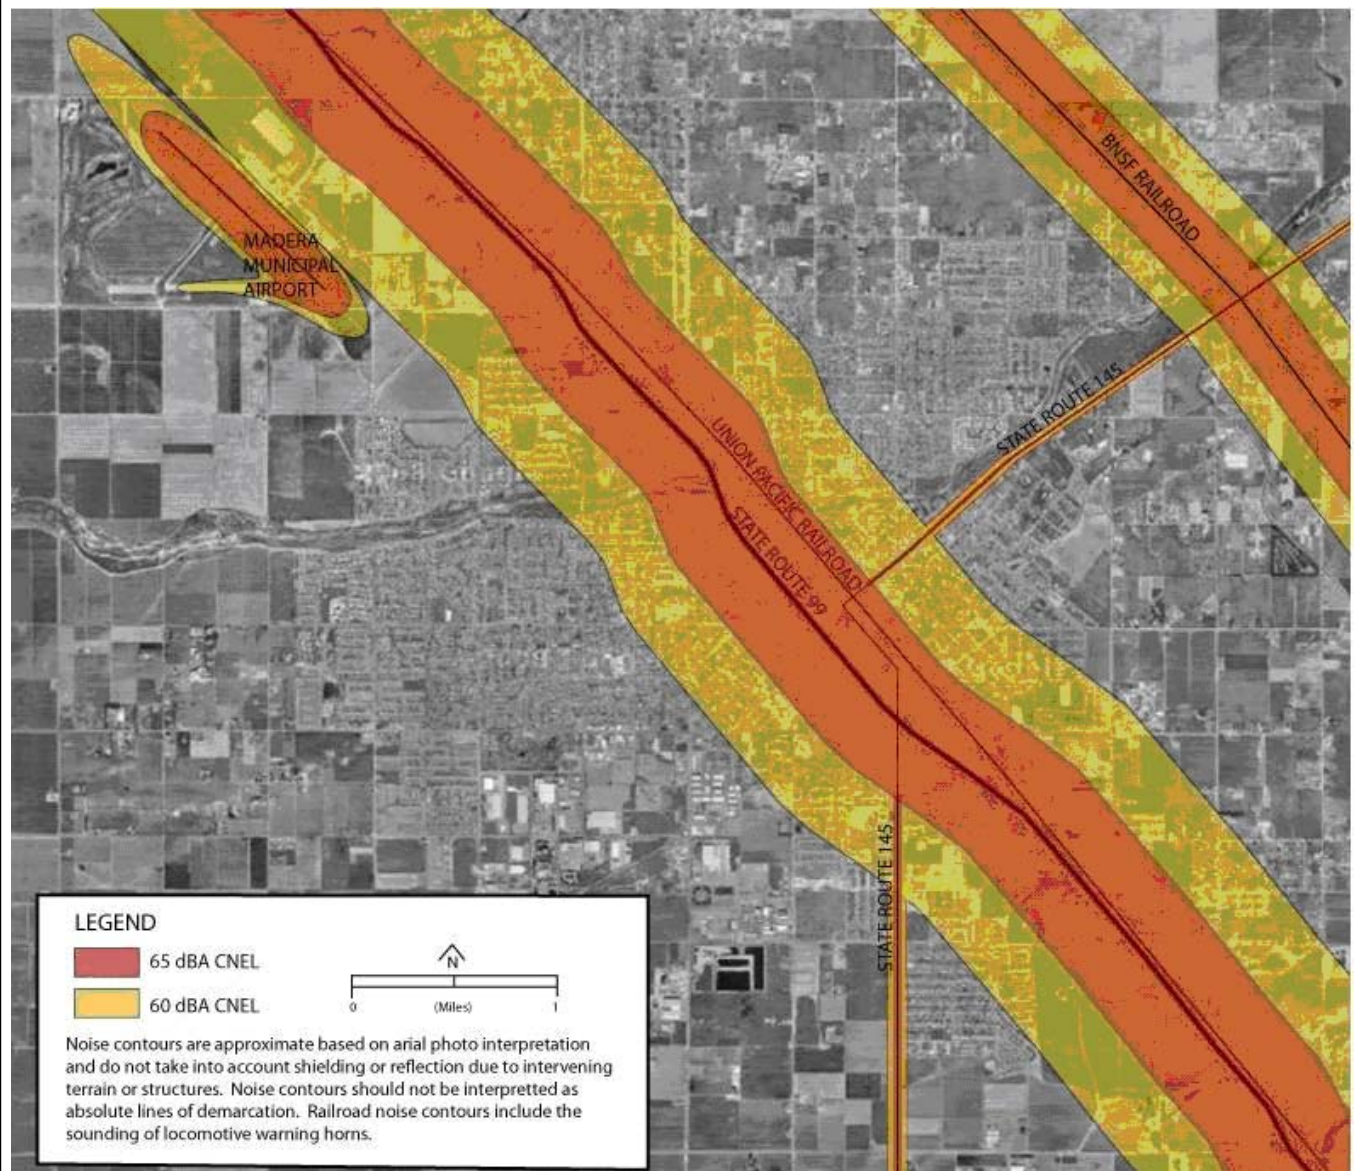 MADERA
MUNICIPAL
AIRPORT
BNSF RAILROAD
STATE ROUTE 145
UNION PACIFIC RAILROAD
STATE ROUTE 99
STATE ROUTE 145
LEGEND
65 dBA CNEL
60 dBA CNEL
N
0 (Miles) 1
Noise contours are approximate based on arial photo interpretation
and do not take into account shielding or reflection due to intervening
terrain or structures. Noise contours should not be interpretted as
absolute lines of demarcation. Railroad noise contours include the
sounding of locomotive warning horns.